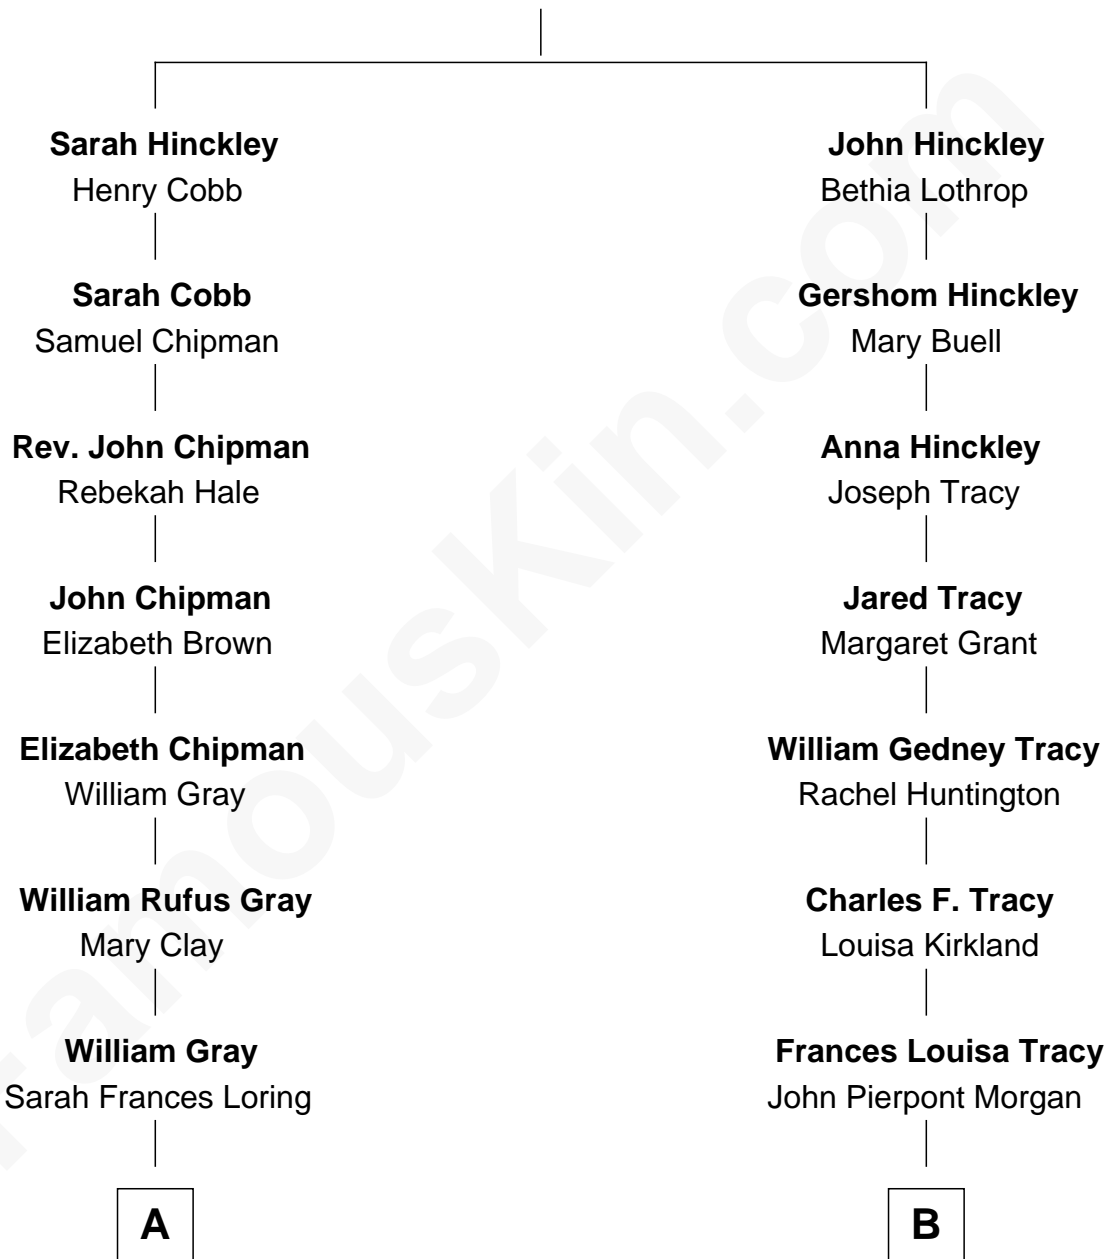 Sarah Hinckley
Henry Cobb
John Hinckley
Bethia Lothrop
Sarah Cobb
Samuel Chipman
Gershom Hinckley
Mary Buell
Rev. John Chipman
Rebekah Hale
Anna Hinckley
Joseph Tracy
John Chipman
Elizabeth Brown
Jared Tracy
Margaret Grant
Elizabeth Chipman
William Gray
William Gedney Tracy
Rachel Huntington
William Rufus Gray
Mary Clay
Charles F. Tracy
Louisa Kirkland
William Gray
Sarah Frances Loring
Frances Louisa Tracy
John Pierpont Morgan
A
B
FamousKin.com